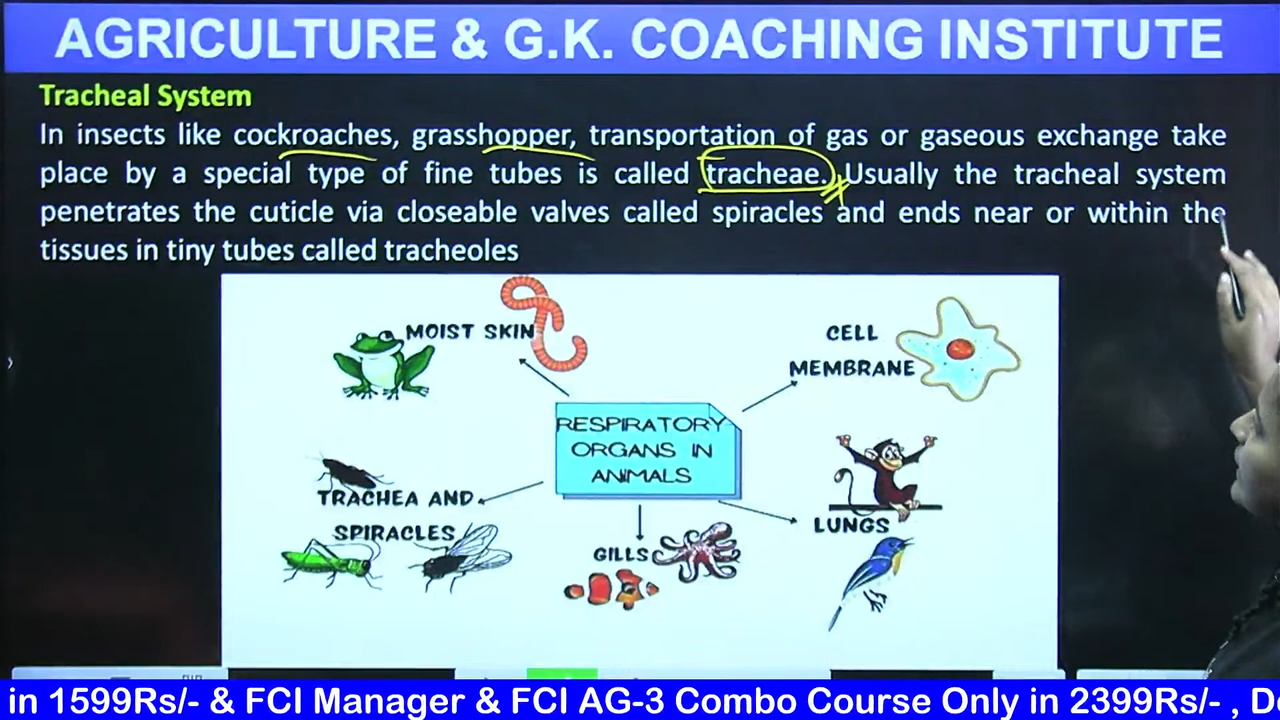 AGRICULTURE & G.K. COACHING INSTITUTE
Tracheal System
In insects like cockroaches, grasshopper, transportation of gas or gaseous exchange take
place by a special type of fine tubes is called tracheae. Usually the tracheal system
penetrates the cuticle via closeable valves called spiracles and ends near or within the
tissues in tiny tubes called tracheoles
MOIST SKIN
CELL
MEMBRANE
RESPIRATORY
ORGANS IN
ANIMALS
TRACHEA AND
SPIRACLES
GILLS
LUNGS
in 1599Rs/- & FCI Manager & FCI AG-3 Combo Course Only in 2399Rs/- ,